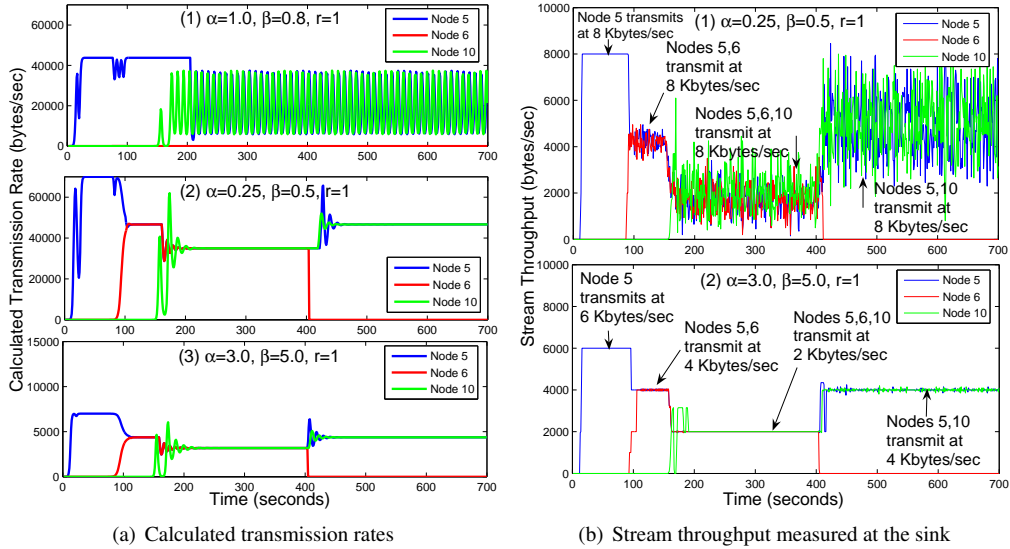 (1) α=1.0, β=0.8, r=1
Node 5
Node 6
Node 10
60000
40000
20000
0
0 100 200 300 400 500 600 700
(2) α=0.25, β=0.5, r=1
Node 5
Node 6
Node 10
60000
40000
20000
0
0 100 200 300 400 500 600 700
(3) α=3.0, β=5.0, r=1
Node 5
Node 6
Node 10
15000
10000
5000
0
0 100 200 300 400 500 600 700
Calculated Transmission Rate (bytes/sec)
Time (seconds)
(a) Calculated transmission rates
(1) α=0.25, β=0.5, r=1
Node 5 transmits
at 8 Kbytes/sec
Nodes 5,6
transmit at
8 Kbytes/sec
Nodes 5,6,10
transmit at
8 Kbytes/sec
Nodes 5,10
transmit at
8 Kbytes/sec
Node 5
Node 6
Node 10
10000
8000
6000
4000
2000
0
0 100 200 300 400 500 600 700
(2) α=3.0, β=5.0, r=1
Node 5
transmits at
6 Kbytes/sec
Nodes 5,6
transmit at
4 Kbytes/sec
Nodes 5,6,10
transmit at
2 Kbytes/sec
Nodes 5,10
transmit at
4 Kbytes/sec
Node 5
Node 6
Node 10
10000
8000
6000
4000
2000
0
0 100 200 300 400 500 600 700
Stream Throughput (bytes/sec)
Time (seconds)
(b) Stream throughput measured at the sink